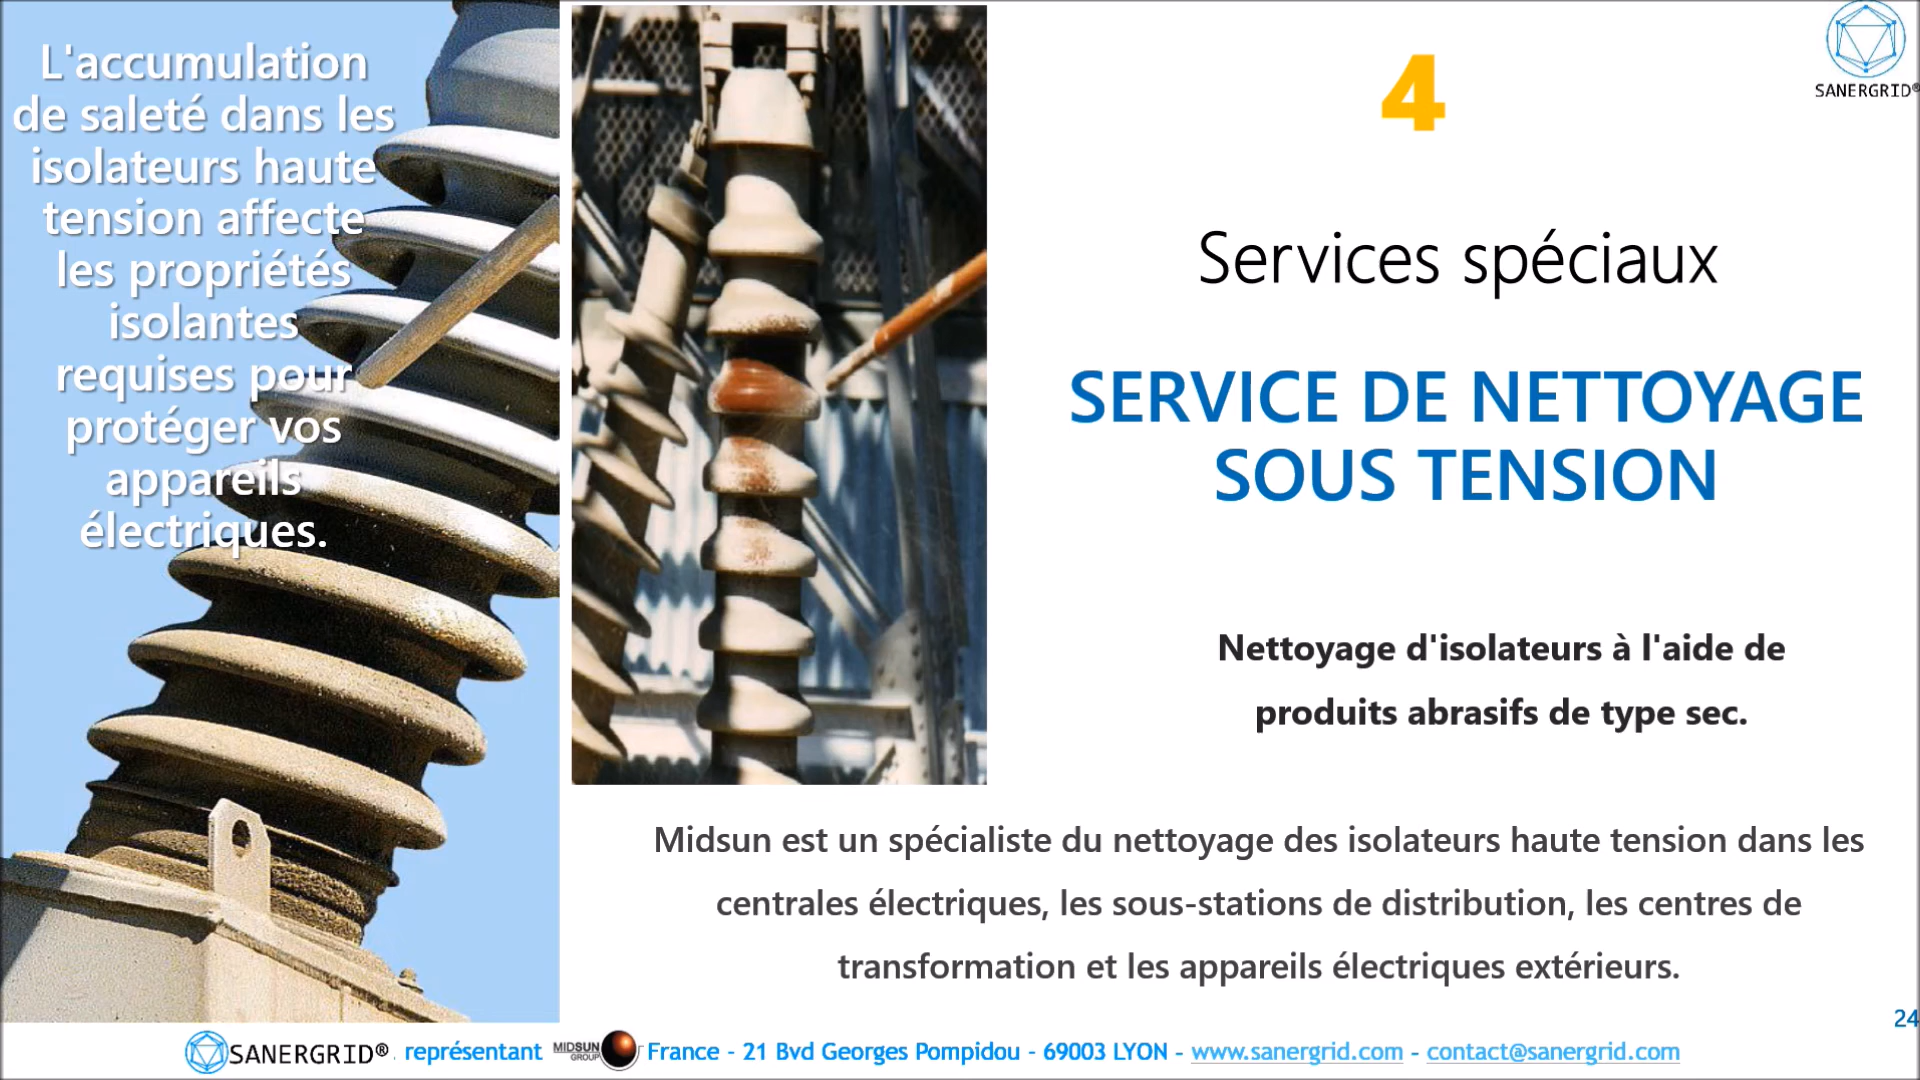 L'accumulation
de saleté dans les
isolateurs haute
tension affecte
les propriétés
isolantes
requises pour
protéger vos
appareils
électriques.
4
SANERGRID®
Services spéciaux
SERVICE DE NETTOYAGE
SOUS TENSION
Nettoyage d'isolateurs à l'aide de
produits abrasifs de type sec.
Midsun est un spécialiste du nettoyage des isolateurs haute tension dans les
centrales électriques, les sous-stations de distribution, les centres de
transformation et les appareils électriques extérieurs.
24
SANERGRID® représentant MIDSUN GROUP France - 21 Bvd Georges Pompidou - 69003 LYON - www.sanergrid.com - contact@sanergrid.com